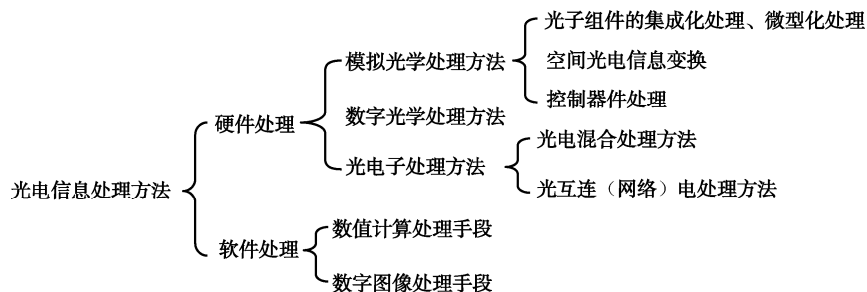 光电信息处理方法
硬件处理
模拟光学处理方法
光子组件的集成化处理、微型化处理
空间光电信息变换
控制器件处理
数字光学处理方法
光电子处理方法
光电混合处理方法
光互连（网络）电处理方法
软件处理
数值计算处理手段
数字图像处理手段